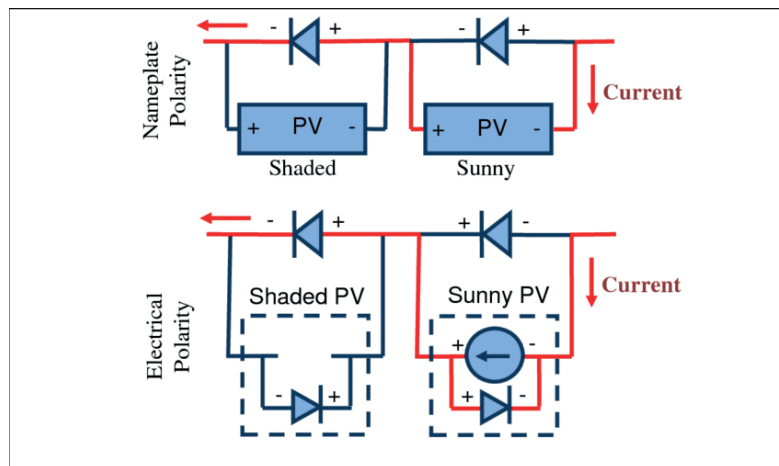 - + - +
Nameplate
Polarity
Current
+ PV - + PV -
Shaded Sunny
- + + -
Current
Shaded PV Sunny PV
Electrical
Polarity
+ -
- + + -